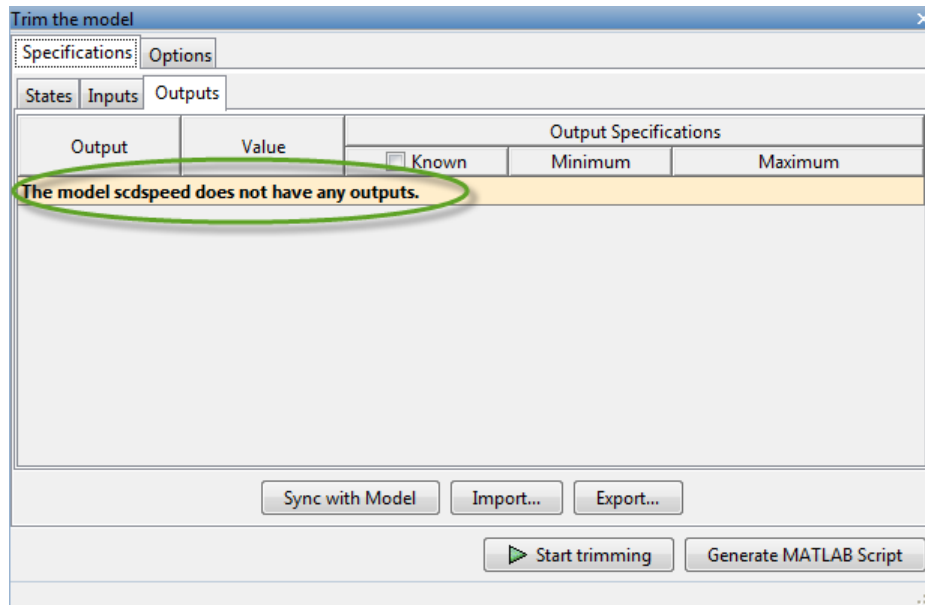 Trim the model
Specifications Options
States Inputs Outputs
Output Value Output Specifications
Known Minimum Maximum
The model scdspeed does not have any outputs.
Sync with Model Import... Export...
Start trimming Generate MATLAB Script